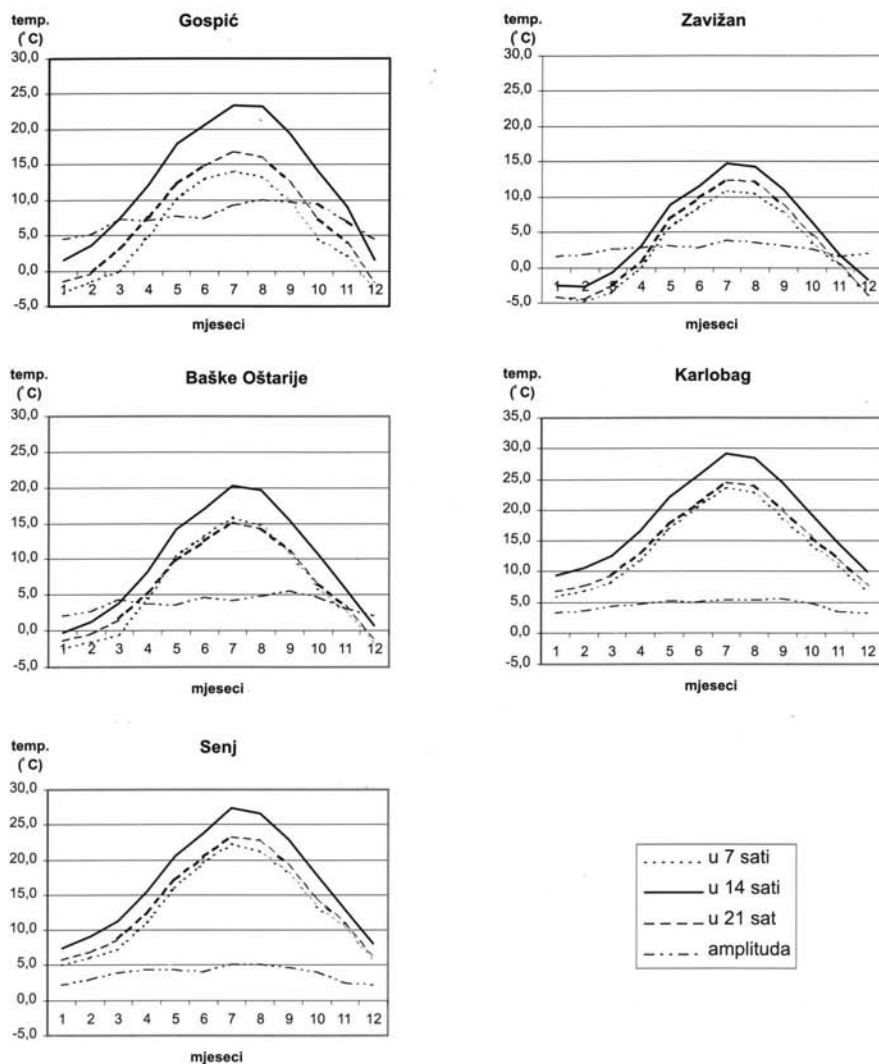 Gospić
temp.
(˚C)
30,0
25,0
20,0
15,0
10,0
5,0
0,0
-5,0
1 2 3 4 5 6 7 8 9 10 11 12
mjeseci
Zavižan
temp.
(˚C)
30,0
25,0
20,0
15,0
10,0
5,0
0,0
-5,0
1 2 3 4 5 6 7 8 9 10 11 12
mjeseci
Baške Oštarije
temp.
(˚C)
30,0
25,0
20,0
15,0
10,0
5,0
0,0
-5,0
1 2 3 4 5 6 7 8 9 10 11 12
mjeseci
Karlobag
temp.
(˚C)
35,0
30,0
25,0
20,0
15,0
10,0
5,0
0,0
-5,0
1 2 3 4 5 6 7 8 9 10 11 12
mjeseci
Senj
temp.
(˚C)
30,0
25,0
20,0
15,0
10,0
5,0
0,0
-5,0
1 2 3 4 5 6 7 8 9 10 11 12
mjeseci
u 7 sati
u 14 sati
u 21 sat
amplituda